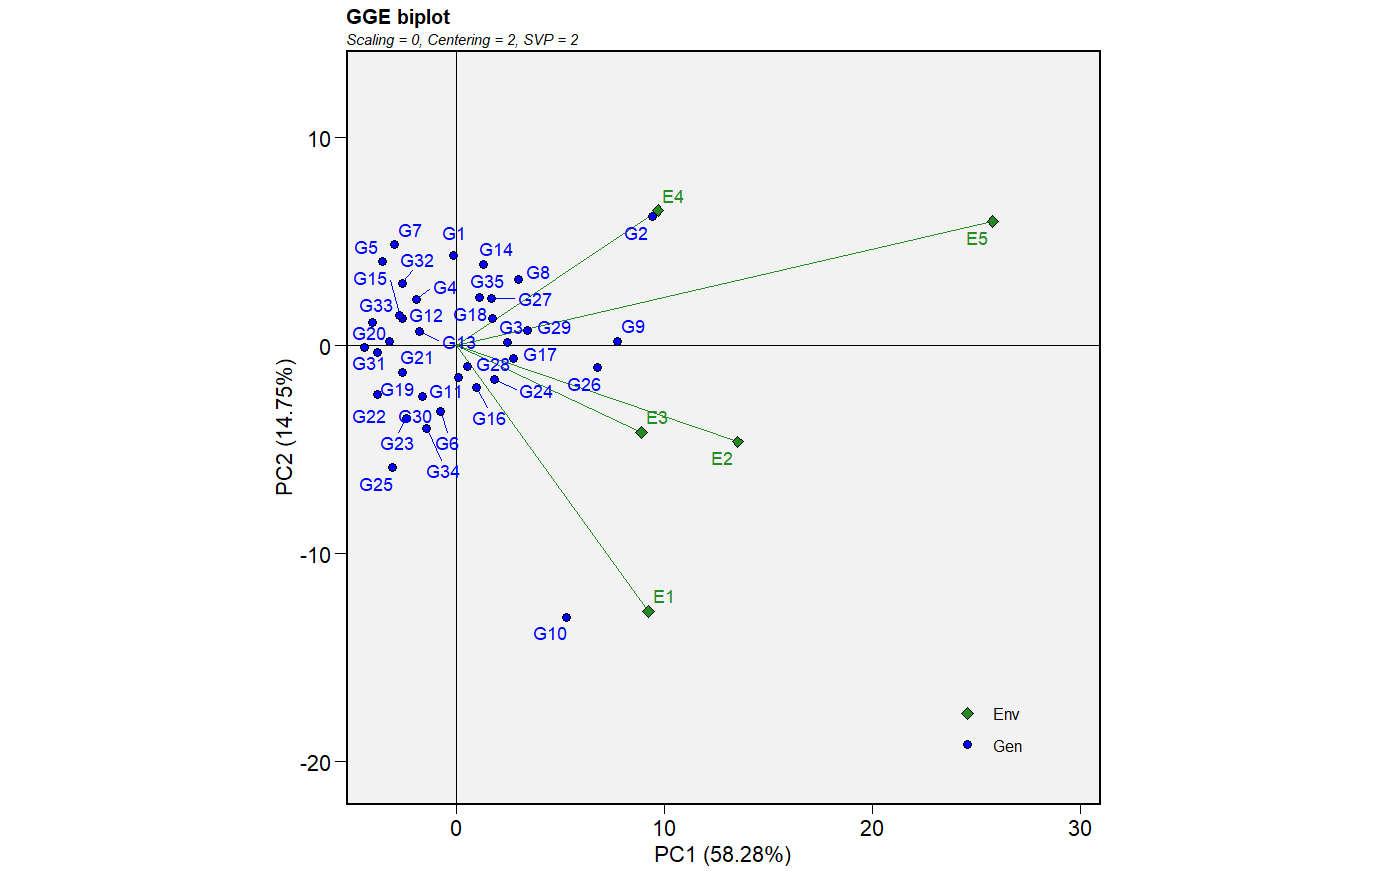 GGE biplot
Scaling = 0, Centering = 2, SVP = 2
E4
G7
G1
G2
E5
G5
G32
G14
G15
G4
G35
G8
G27
G33
G12
G18
G3
G29
G9
G20
G13
G31
G21
G28
G17
G26
G19
G11
G24
G22
G30
G16
E3
G23
G6
E2
G34
G25
E1
G10
Env
Gen
10
0
-10
-20
PC2 (14.75%)
0 10 20 30
PC1 (58.28%)